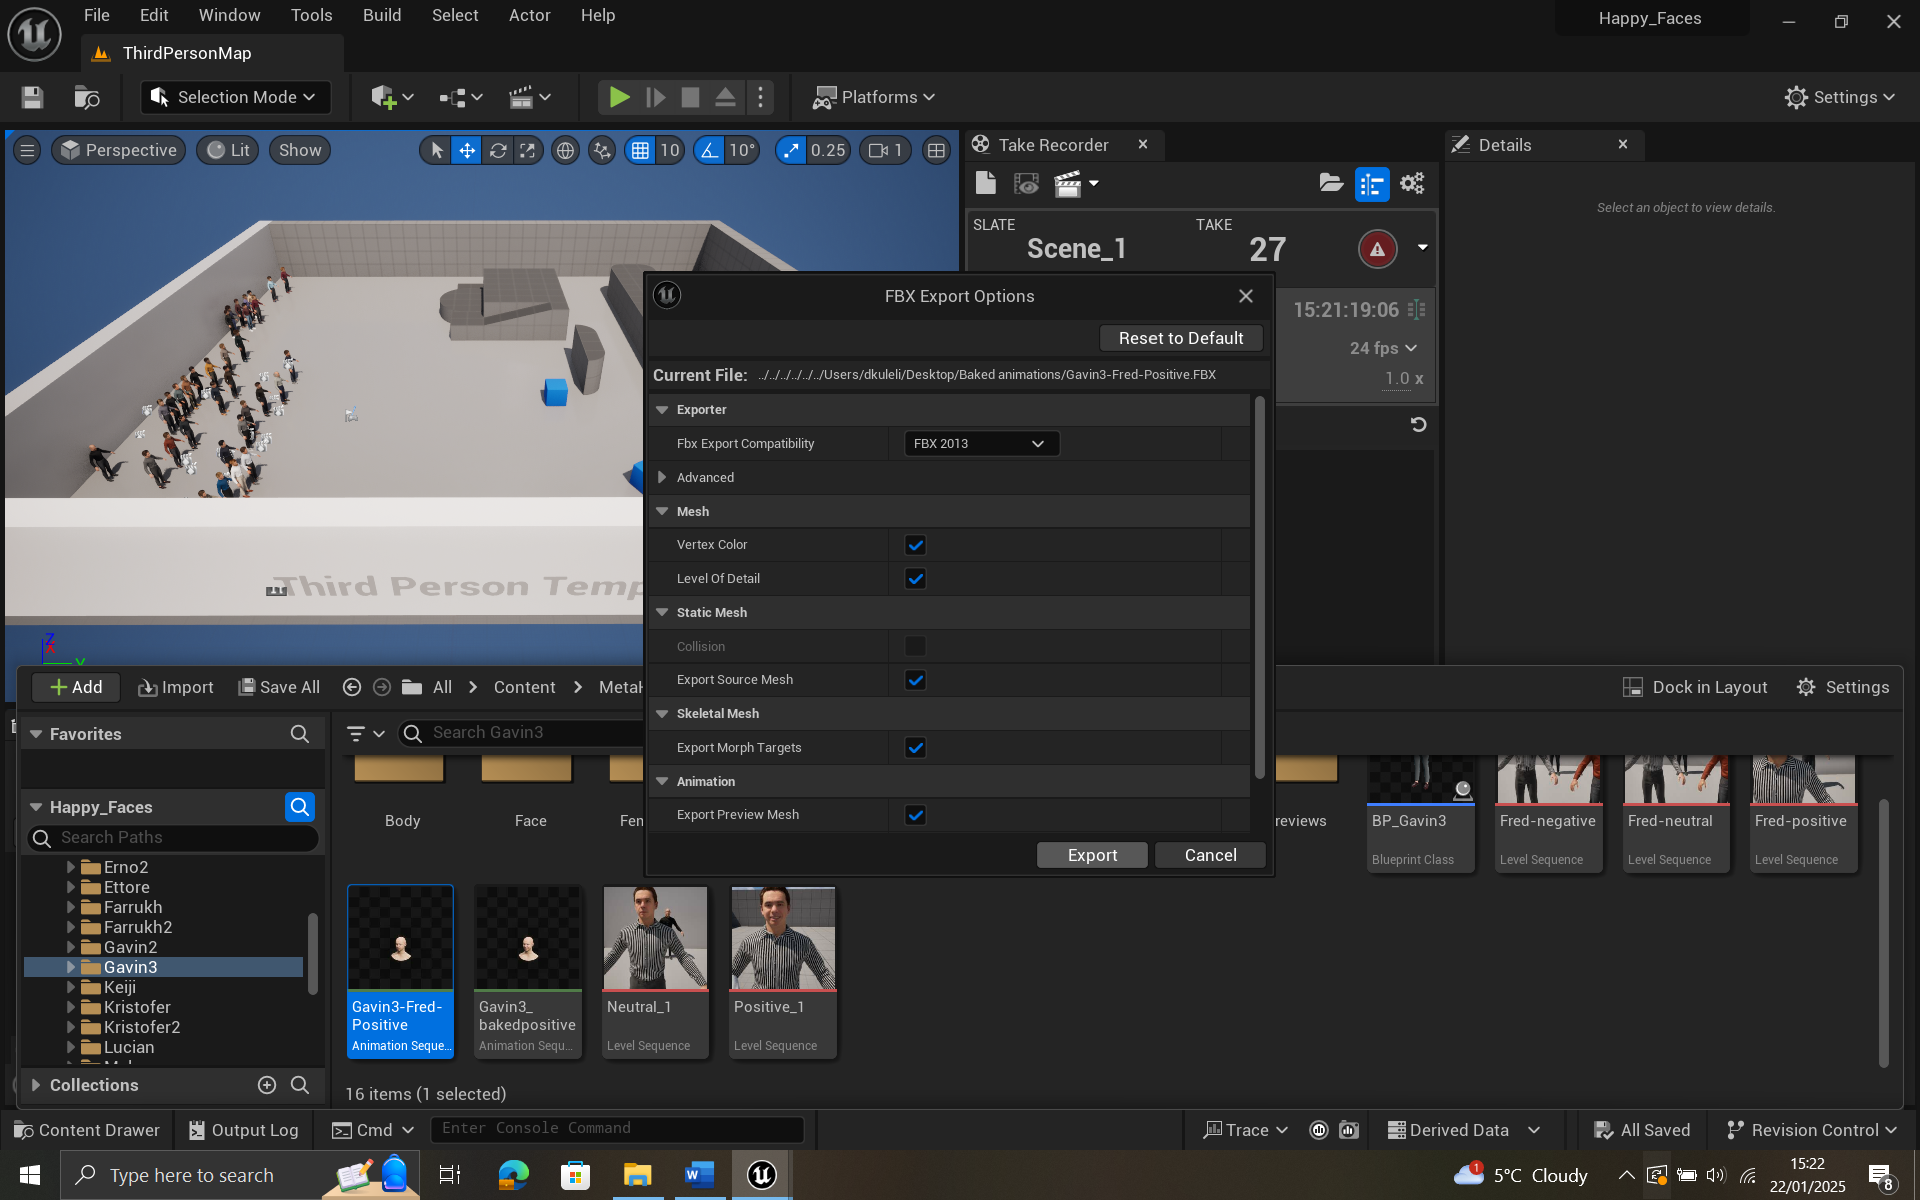 File Edit Window Tools Build Select Actor Help
Happy_Faces
ThirdPersonMap
Selection Mode
Platforms
Settings
Perspective Lit Show 10 10° 0.25 1
Take Recorder
Details
Select an object to view details.
SLATE TAKE
Scene_1 27
15:21:19:06
24 fps
1.0 x
Third Person Temp
Z
FBX Export Options
Reset to Default
Current File: ../../../../../../Users/dkuleli/Desktop/Baked animations/Gavin3-Fred-Positive.FBX
Exporter
Fbx Export Compatibility FBX 2013
Advanced
Mesh
Vertex Color
Level Of Detail
Static Mesh
Collision
Export Source Mesh
Skeletal Mesh
Export Morph Targets
Animation
Export Preview Mesh
Export Cancel
Add Import Save All All Content
Dock in Layout Settings
Favorites
Search Gavin3
Happy_Faces
Search Paths
Erno2
Ettore
Farrukh
Farrukh2
Gavin2
Gavin3
Keiji
Kristofer
Kristofer2
Lucian
Collections
Body Face
BP_Gavin3 Fred-negative Fred-neutral Fred-positive
Blueprint Class Level Sequence Level Sequence Level Sequence
Gavin3-Fred-
Positive
Animation Seque...
Gavin3_
bakedpositive
Animation Sequ...
Neutral_1
Level Sequence
Positive_1
Level Sequence
16 items (1 selected)
Content Drawer Output Log Cmd Enter Console Command
Trace Derived Data All Saved Revision Control
Type here to search
1 5°C Cloudy
15:22
22/01/2025
8